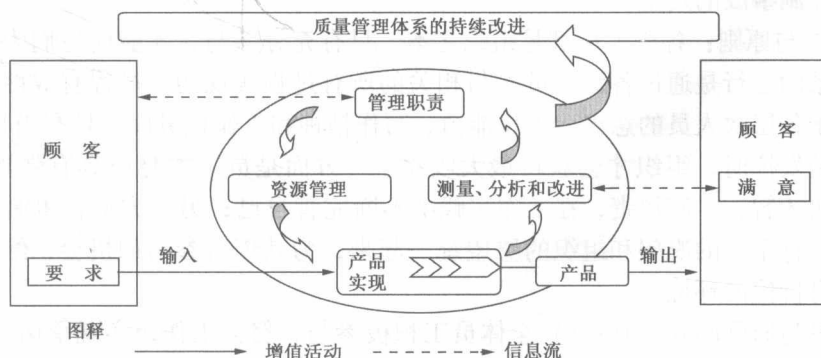 质量管理体系的持续改进
管理职责
顾 客
顾 客
资源管理
测量、分析和改进
满 意
要 求
输入
产品
实现
产品
输出
图释
增值活动
信息流